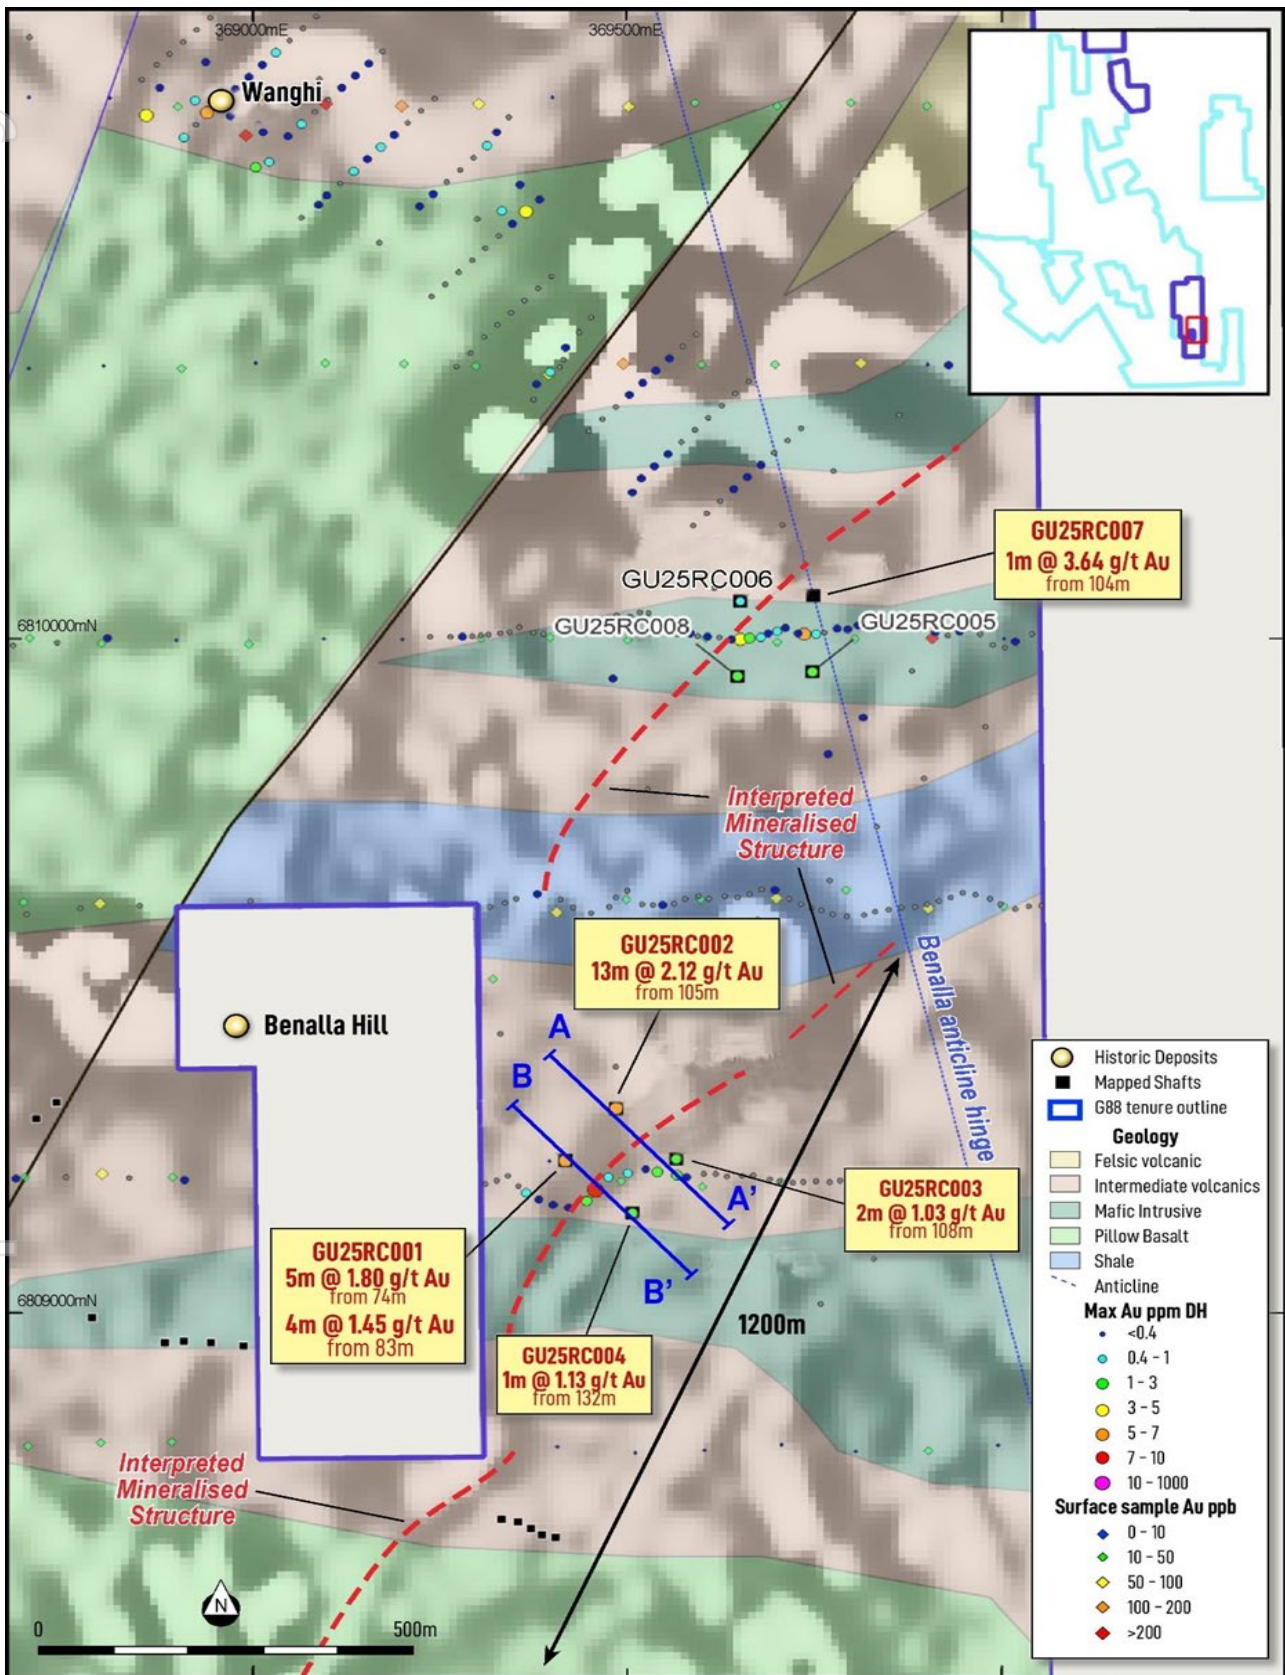 369000mE
369500mE
Wanghi
GU25RC007
1m @ 3.64 g/t Au
from 104m
GU25RC006
GU25RC008
GU25RC005
6810000mN
Interpreted
Mineralised
Structure
GU25RC002
13m @ 2.12 g/t Au
from 105m
Benalla anticline hinge
Benalla Hill
A
B
A’
B’
GU25RC003
2m @ 1.03 g/t Au
from 108m
GU25RC001
5m @ 1.80 g/t Au
from 74m
4m @ 1.45 g/t Au
from 83m
6809000mN
1200m
GU25RC004
1m @ 1.13 g/t Au
from 132m
Interpreted
Mineralised
Structure
N
0
500m
Historic Deposits
Mapped Shafts
G88 tenure outline
Geology
Felsic volcanic
Intermediate volcanics
Mafic Intrusive
Pillow Basalt
Shale
Anticline
Max Au ppm DH
<0.4
0.4 – 1
1 – 3
3 – 5
5 – 7
7 – 10
10 – 1000
Surface sample Au ppb
0 – 10
10 – 50
50 – 100
100 – 200
>200